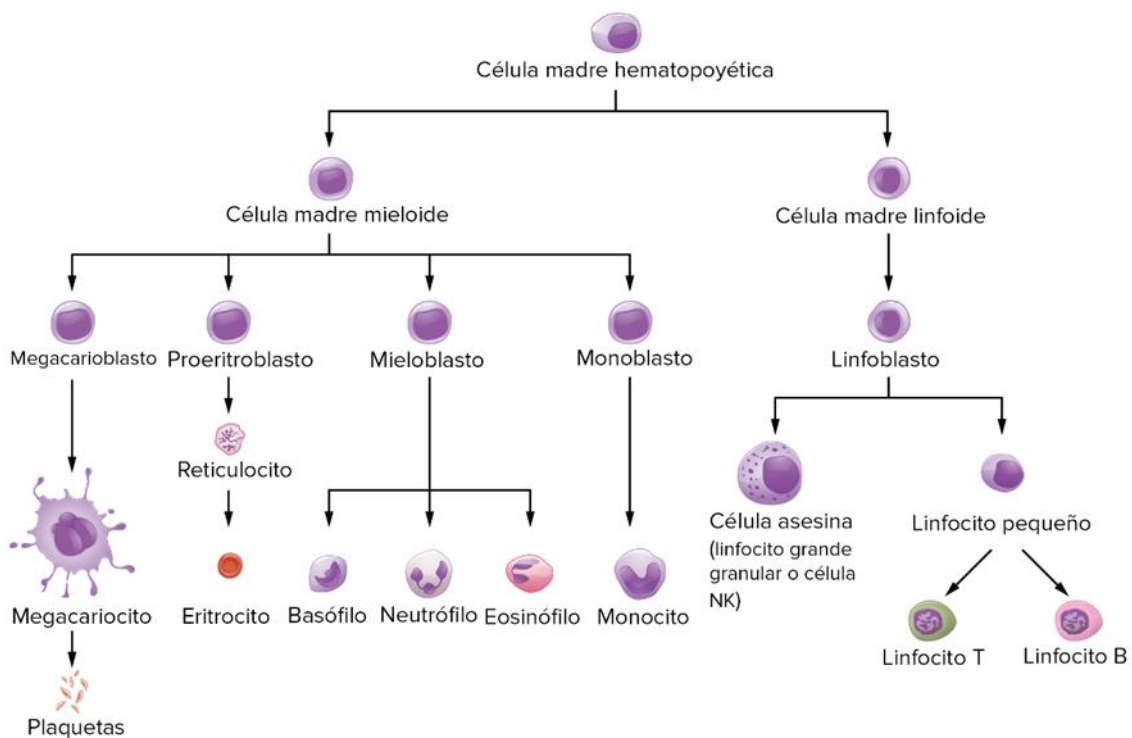 Célula madre hematopoyética
Célula madre mieloide
Célula madre linfoide
Megacarioblasto
Proeritroblasto
Mieloblasto
Monoblasto
Linfoblasto
Reticulocito
Célula asesina
(linfocito grande
granular o célula
NK)
Linfocito pequeño
Megacariocito
Eritrocito
Basófilo
Neutrófilo
Eosinófilo
Monocito
Linfocito T
Linfocito B
Plaquetas